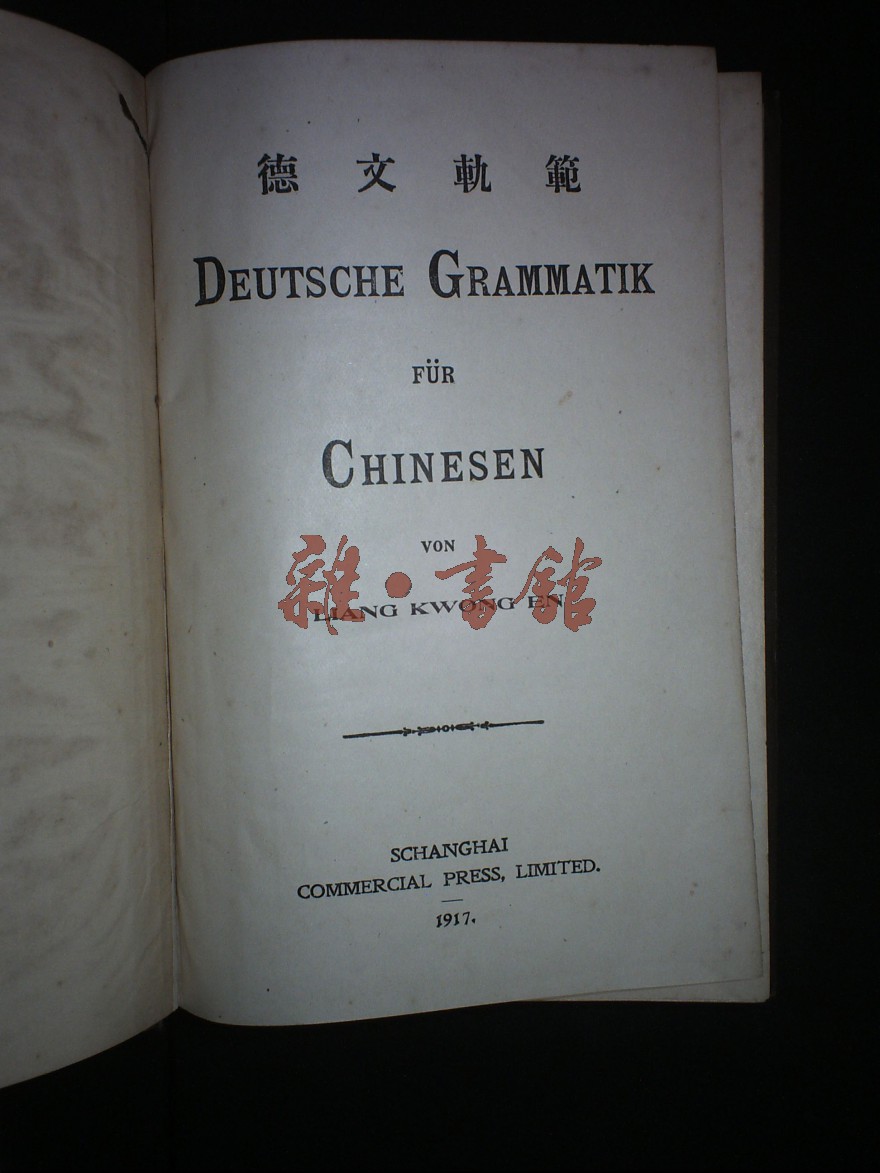 德文軌範
DEUTSCHE GRAMMATIK
FÜR
CHINESEN
VON
雜·書館
LIANG KWONG EN
SCHANGHAI
COMMERCIAL PRESS, LIMITED.
1917.